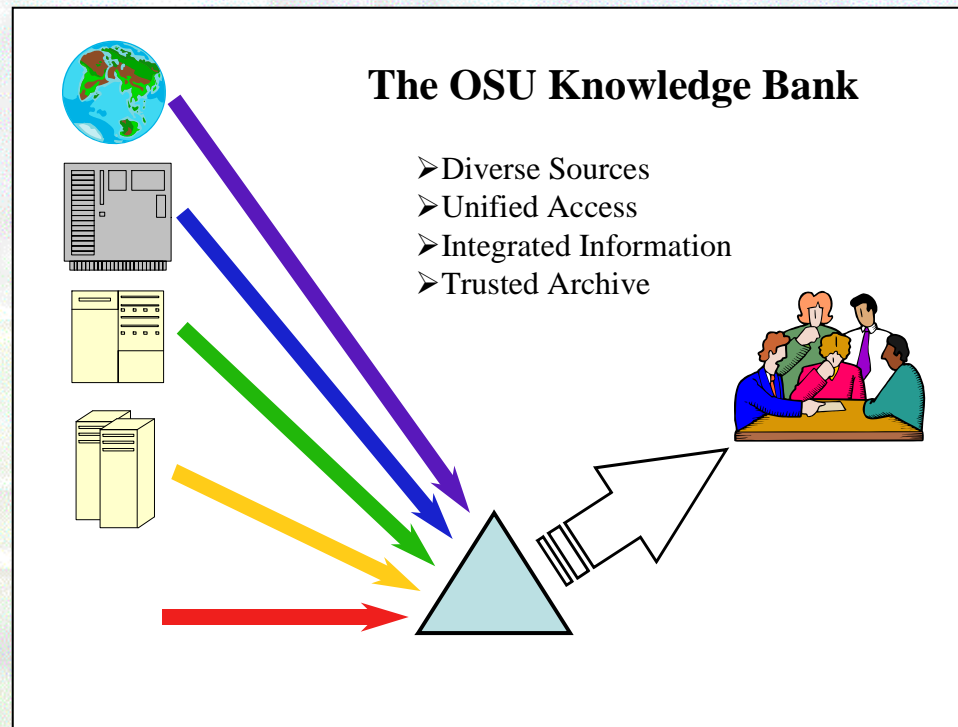 The OSU Knowledge Bank
➢Diverse Sources
➢Unified Access
➢Integrated Information
➢Trusted Archive